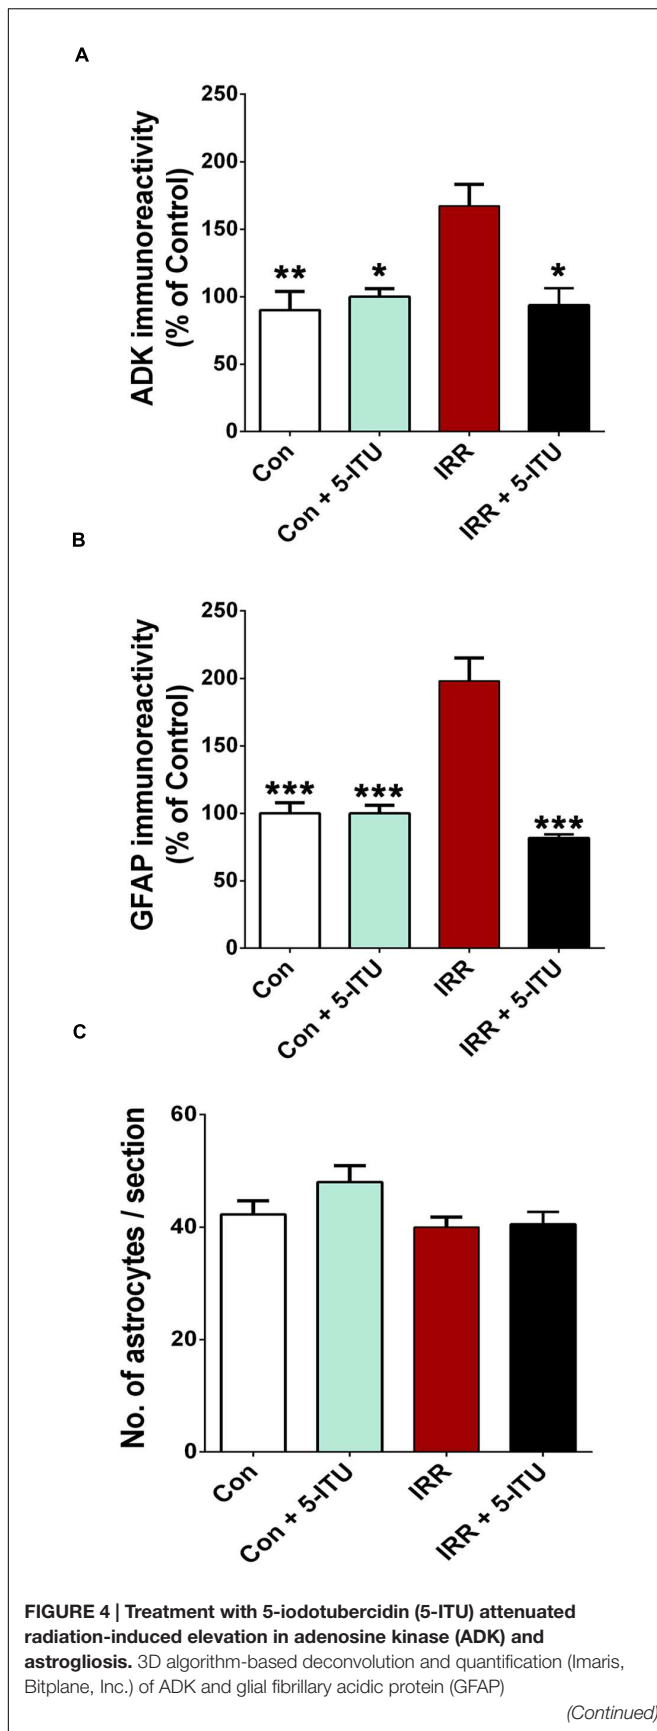 A
ADK immunoreactivity
(% of Control)
250
200
150
100
50
0
** * *
Con
Con + 5-ITU
IRR
IRR + 5-ITU
B
GFAP immunoreactivity
(% of Control)
250
200
150
100
50
0
*** *** ***
Con
Con + 5-ITU
IRR
IRR + 5-ITU
C
No. of astrocytes / section
60
40
20
0
Con
Con + 5-ITU
IRR
IRR + 5-ITU
FIGURE 4 | Treatment with 5-iodotubercidin (5-ITU) attenuated
radiation-induced elevation in adenosine kinase (ADK) and
astrogliosis. 3D algorithm-based deconvolution and quantification (Imaris,
Bitplane, Inc.) of ADK and glial fibrillary acidic protein (GFAP)
(Continued)